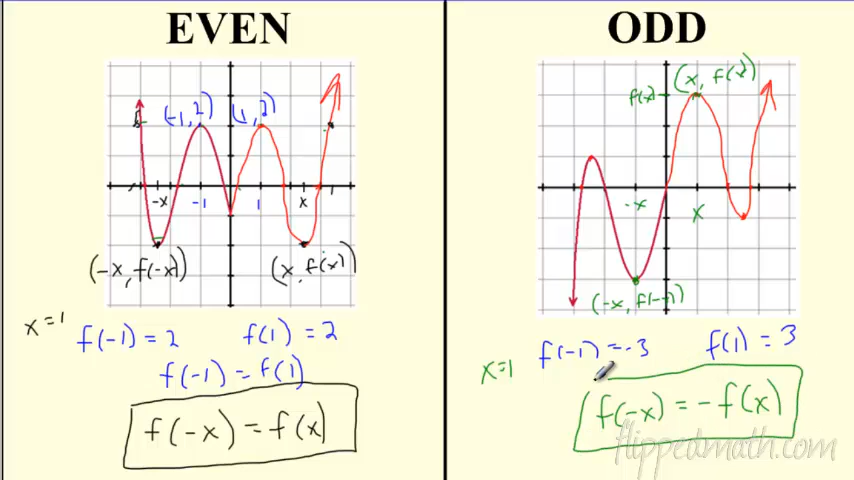 EVEN
(-1, 2) (1, 2)
-x -1 1 x
(-x, f(-x)) (x, f(x))
x=1
f(-1) = 2 f(1) = 2
f(-1) = f(1)
f(-x) = f(x)
ODD
(x, f(x))
f(x)
-x x
(-x, f(-x))
f(-1) = -3 f(1) = 3
x=1
f(-x) = -f(x)
flippedmath.com